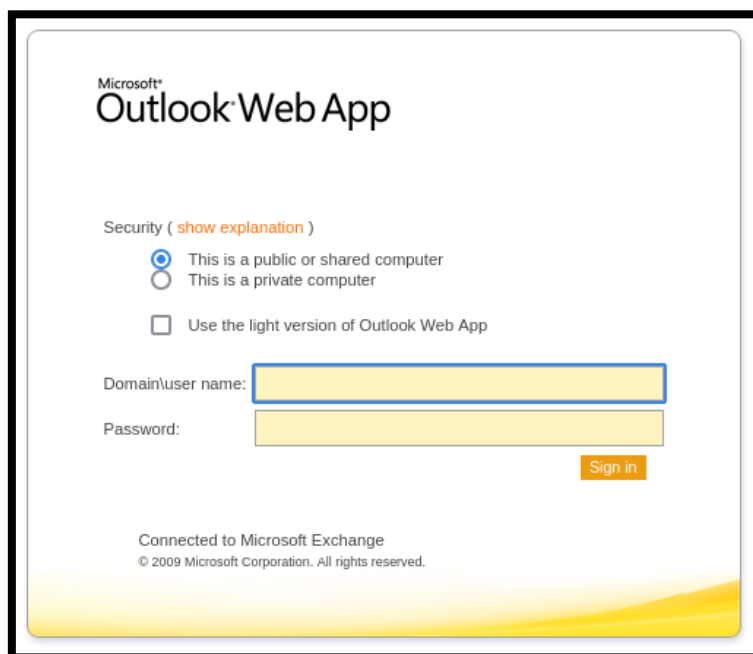 Microsoft®
Outlook® Web App
Security ( show explanation )
This is a public or shared computer
This is a private computer
Use the light version of Outlook Web App
Domain\user name:
Password:
Sign in
Connected to Microsoft Exchange
© 2009 Microsoft Corporation. All rights reserved.